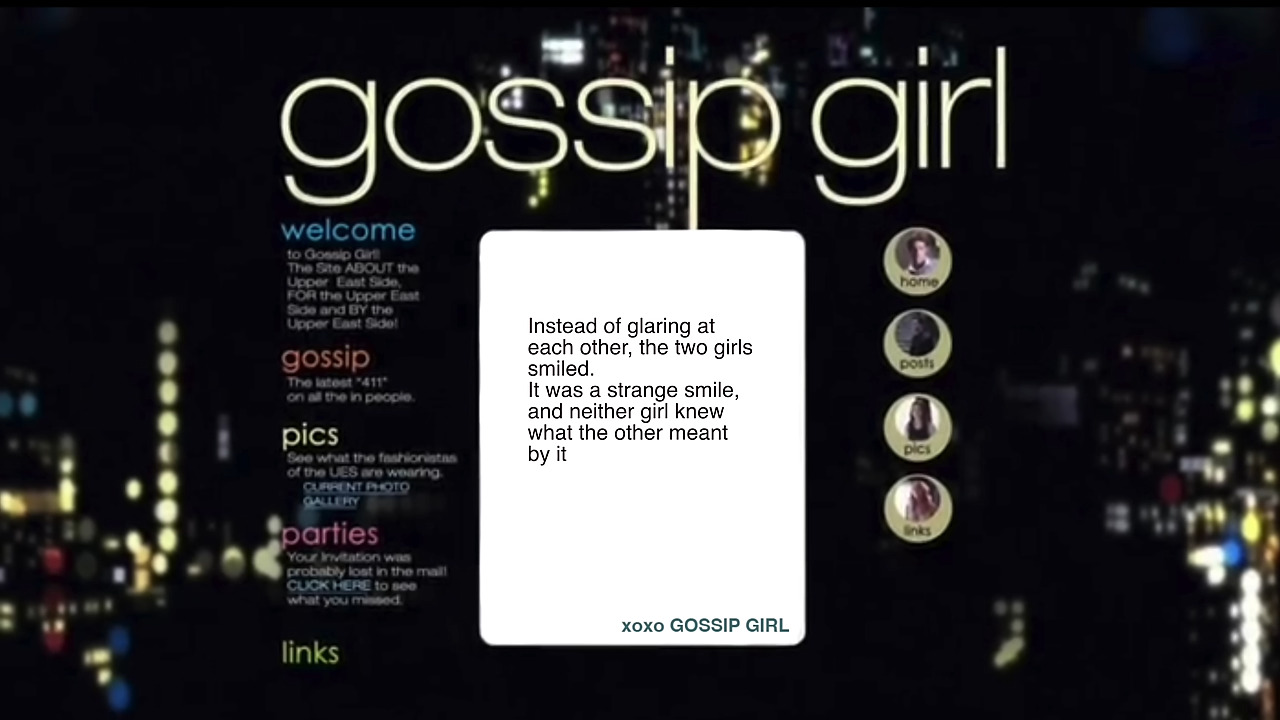 gossip girl
welcome
to Gossip Girl!
The Site ABOUT the
Upper East Side,
FOR the Upper East
Side and BY the
Upper East Side!
gossip
The latest "411"
on all the in people.
pics
See what the fashionistas
of the UES are wearing.
CURRENT PHOTO
GALLERY
parties
Your Invitation was
probably lost in the mail!
CLICK HERE to see
what you missed.
links
Instead of glaring at
each other, the two girls
smiled.
It was a strange smile,
and neither girl knew
what the other meant
by it
xoxo GOSSIP GIRL
home
posts
pics
links